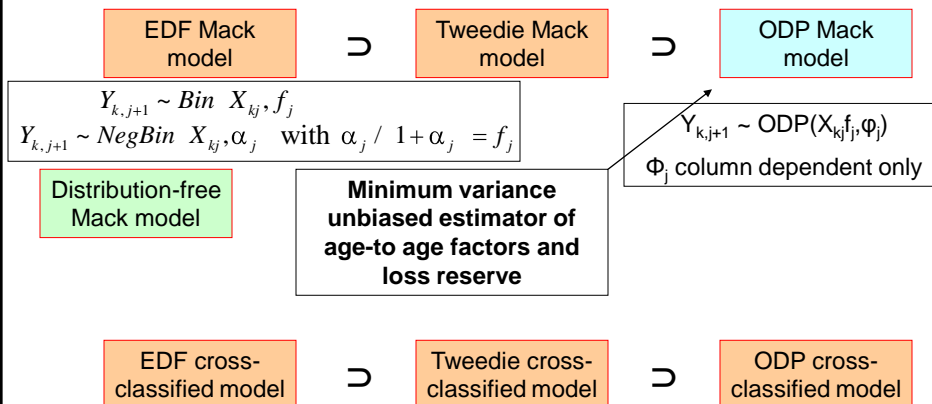 EDF Mack model
⊃
Tweedie Mack model
⊃
ODP Mack model
Y_{k,j+1} ~ Bin X_{kj}, f_j
Y_{k,j+1} ~ NegBin X_{kj}, α_j with α_j / 1+α_j = f_j
Y_{k,j+1} ~ ODP(X_{kj}f_j,φ_j)
Φ_j column dependent only
Distribution-free
Mack model
Minimum variance
unbiased estimator of
age-to age factors and
loss reserve
EDF cross-
classified model
⊃
Tweedie cross-
classified model
⊃
ODP cross-
classified model